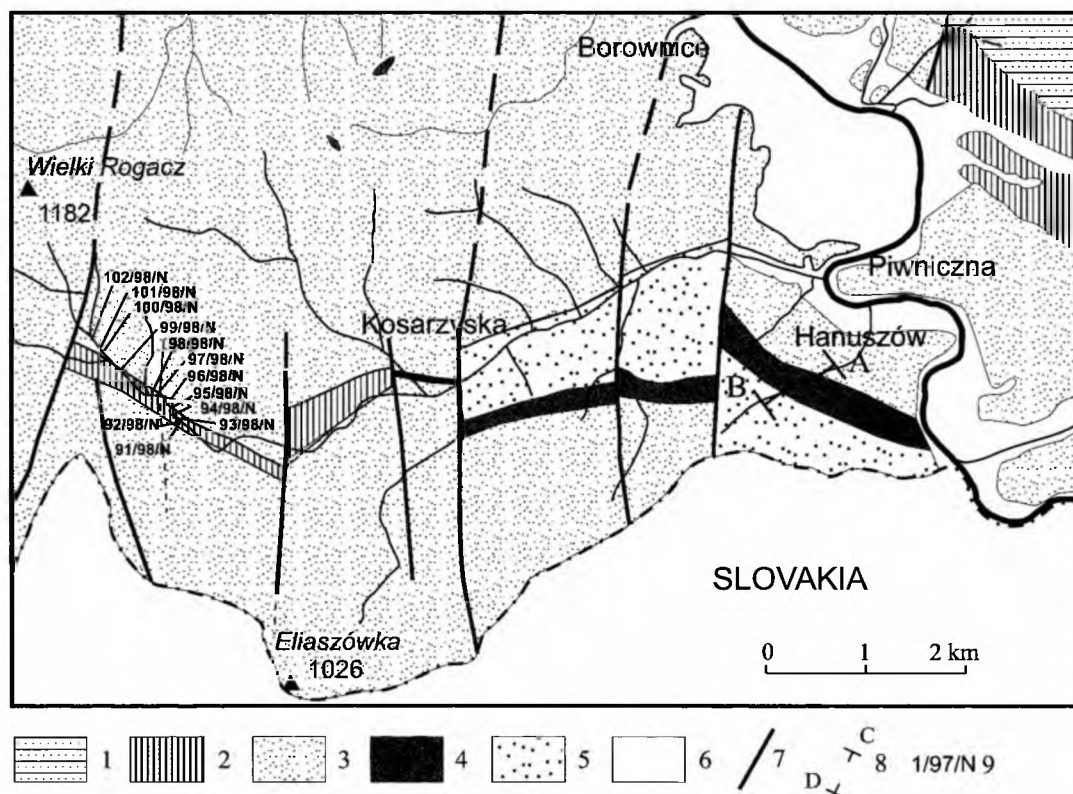 Borownice
Wielki Rogacz
1182
102/98/N
101/98/N
100/98/N
99/98/N
98/98/N
97/98/N
96/98/N
95/98/N
94/98/N
92/98/N 93/98/N
91/98/N
Kosarzyska
Piwniczna
Hanuszów
A
B
SLOVAKIA
Eliaszówka
1026
0 1 2 km
1 2 3 4 5 6 7 D C 8 1/97/N 9